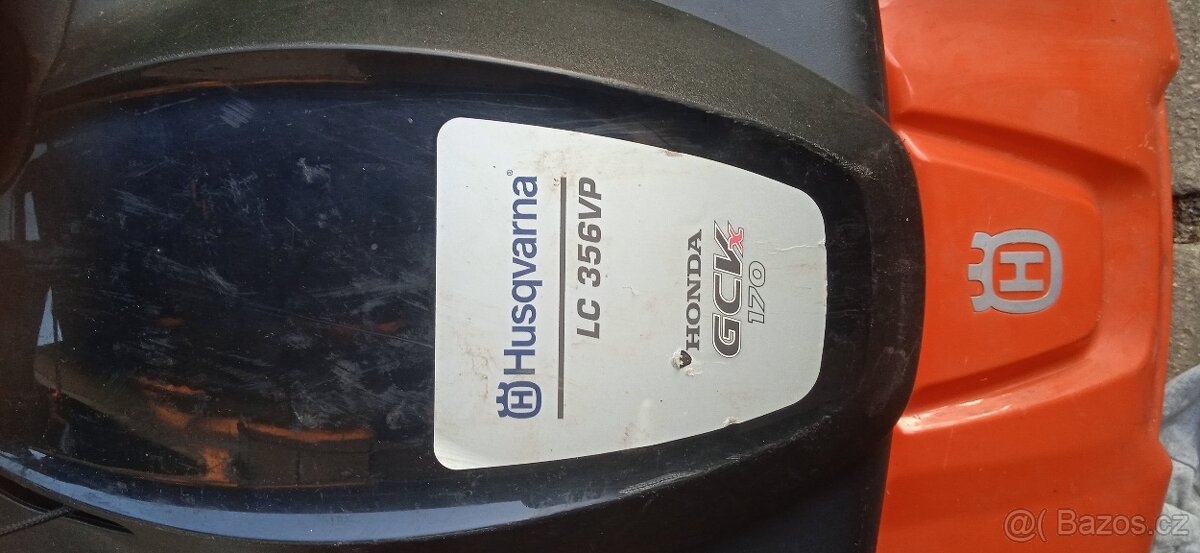 Husqvarna®
LC 356VP
HONDA
GCVx
170
H
@( Bazos.cz